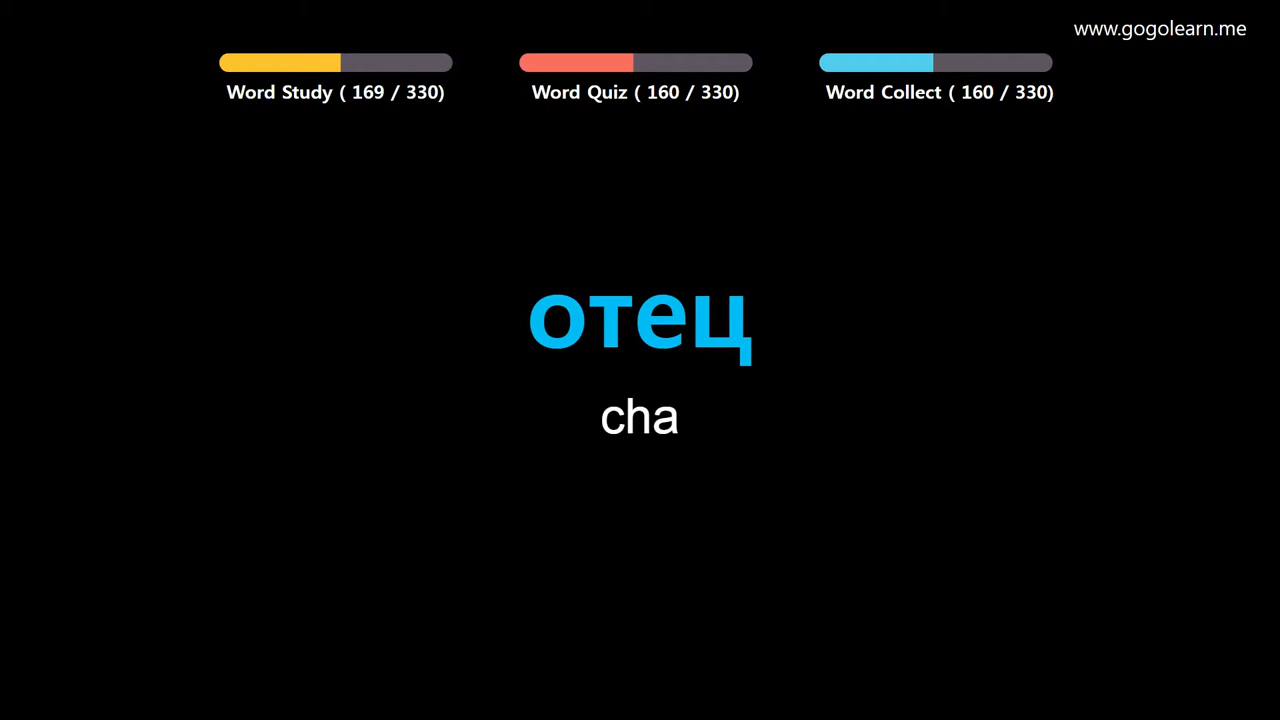 www.gogolearn.me
Word Study ( 169 / 330)
Word Quiz ( 160 / 330)
Word Collect ( 160 / 330)
отец
cha